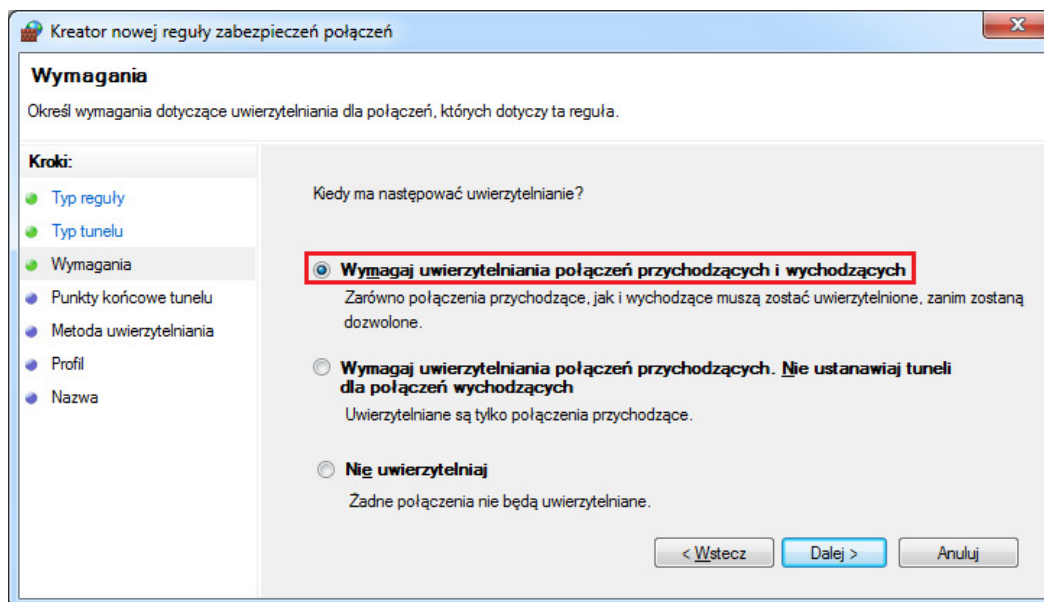 Kreator nowej reguły zabezpieczeń połączeń
Wymagania
Określ wymagania dotyczące uwierzytelniania dla połączeń, których dotyczy ta reguła.
Kroki:
Typ reguły
Typ tunelu
Wymagania
Punkty końcowe tunelu
Metoda uwierzytelniania
Profil
Nazwa
Kiedy ma następować uwierzytelnianie?
Wymagaj uwierzytelniania połączeń przychodzących i wychodzących
Zarówno połączenia przychodzące, jak i wychodzące muszą zostać uwierzytelnione, zanim zostaną
dozwolone.
Wymagaj uwierzytelniania połączeń przychodzących. Nie ustanawiaj tuneli
dla połączeń wychodzących
Uwierzytelniane są tylko połączenia przychodzące.
Nie uwierzytelniaj
Żadne połączenia nie będą uwierzytelniane.
< Wstecz
Dalej >
Anuluj